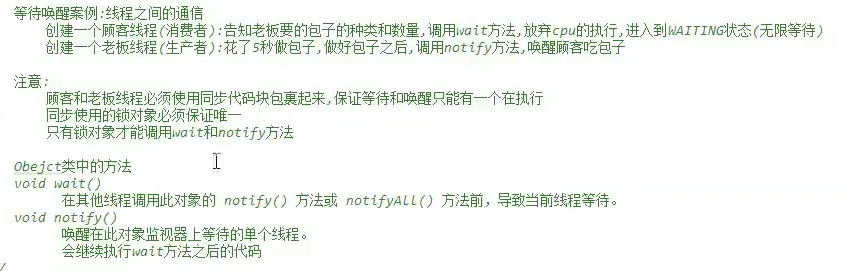 等待唤醒案例:线程之间的通信
创建一个顾客线程(消费者):告知老板要的包子的种类和数量,调用wait方法,放弃cpu的执行,进入到WAITING状态(无限等待)
创建一个老板线程(生产者):花了5秒做包子,做好包子之后,调用notify方法,唤醒顾客吃包子
注意:
顾客和老板线程必须使用同步代码块包裹起来,保证等待和唤醒只能有一个在执行
同步使用的锁对象必须保证唯一
只有锁对象才能调用wait和notify方法
Obejct类中的方法
void wait()
在其他线程调用此对象的 notify() 方法或 notifyAll() 方法前，导致当前线程等待。
void notify()
唤醒在此对象监视器上等待的单个线程。
会继续执行wait方法之后的代码
/